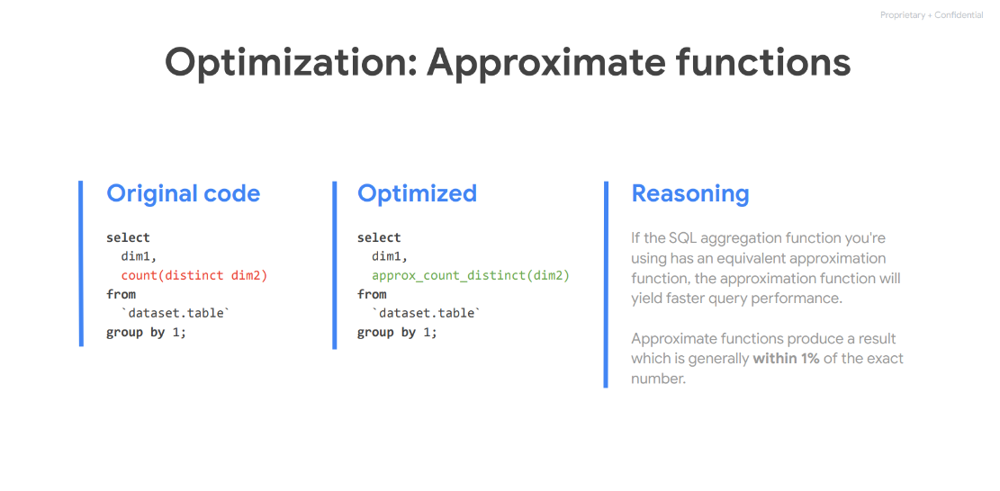 Proprietary + Confidential
Optimization: Approximate functions
Original code
select
dim1,
count(distinct dim2)
from
`dataset.table`
group by 1;
Optimized
select
dim1,
approx_count_distinct(dim2)
from
`dataset.table`
group by 1;
Reasoning
If the SQL aggregation function you're
using has an equivalent approximation
function, the approximation function will
yield faster query performance.
Approximate functions produce a result
which is generally within 1% of the exact
number.